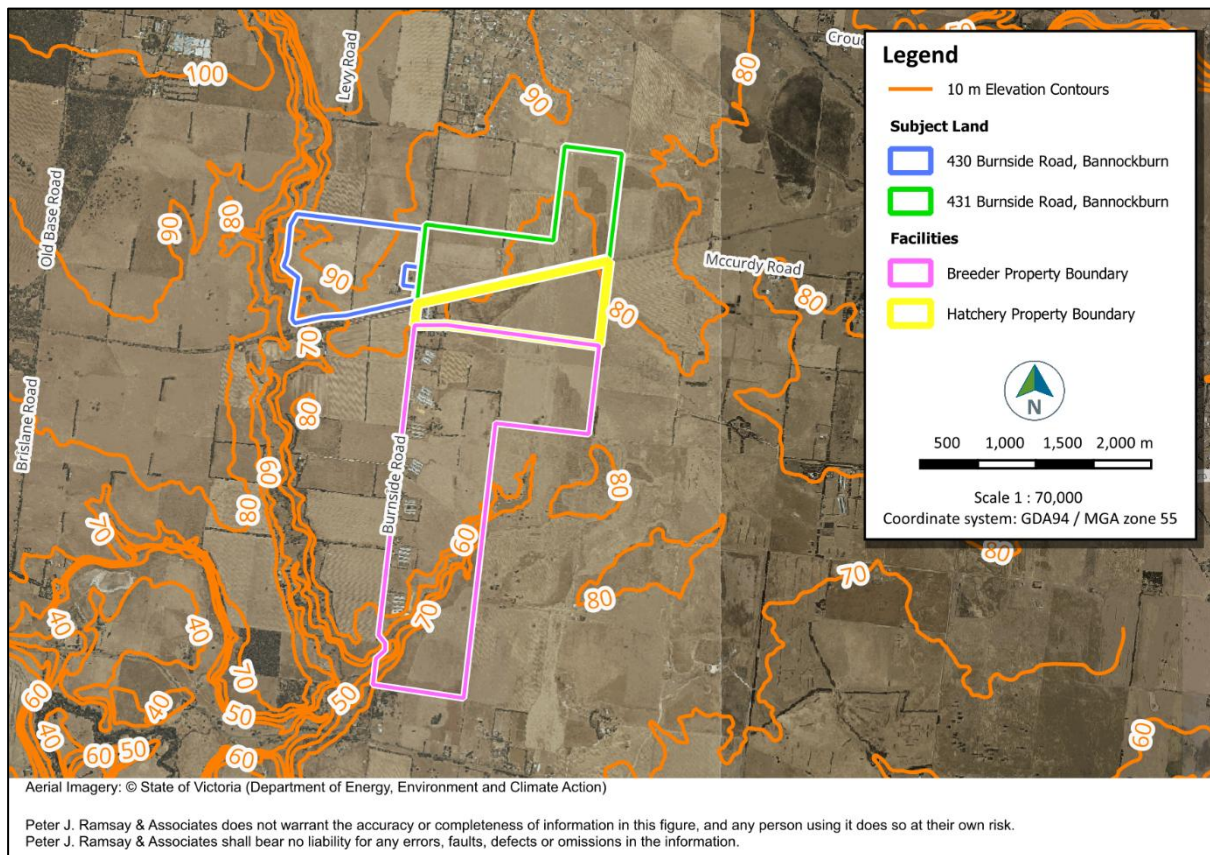 Legend
10 m Elevation Contours
Subject Land
430 Burnside Road, Bannockburn
431 Burnside Road, Bannockburn
Facilities
Breeder Property Boundary
Hatchery Property Boundary
N
500 1,000 1,500 2,000 m
Scale 1 : 70,000
Coordinate system: GDA94 / MGA zone 55
100
Levy Road
90
80
80
Old Base Road
90
80
90
Mccurdy Road
80
80
70
80
Brislane Road
Burnside Road
60
80
80
60
70
70
80
80
70
40
40
70
50
50
60
40
40
50
60
60
60
Aerial Imagery: © State of Victoria (Department of Energy, Environment and Climate Action)
Peter J. Ramsay & Associates does not warrant the accuracy or completeness of information in this figure, and any person using it does so at their own risk.
Peter J. Ramsay & Associates shall bear no liability for any errors, faults, defects or omissions in the information.